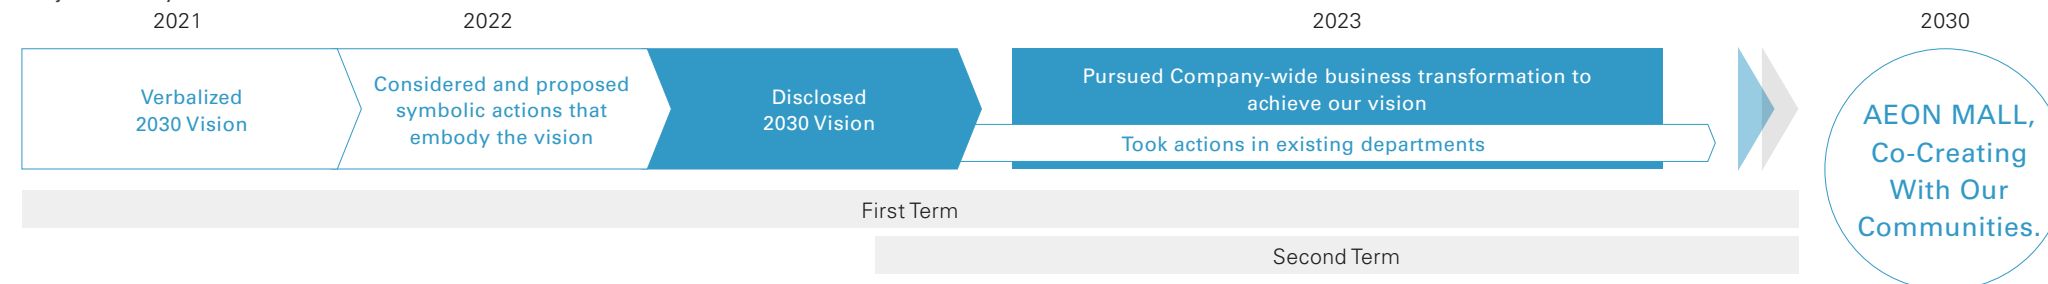 2021
2022
2023
2030
Verbalized
2030 Vision
Considered and proposed
symbolic actions that
embody the vision
Disclosed
2030 Vision
Pursued Company-wide business transformation to
achieve our vision
Took actions in existing departments
AEON MALL,
Co-Creating
With Our
Communities.
First Term
Second Term